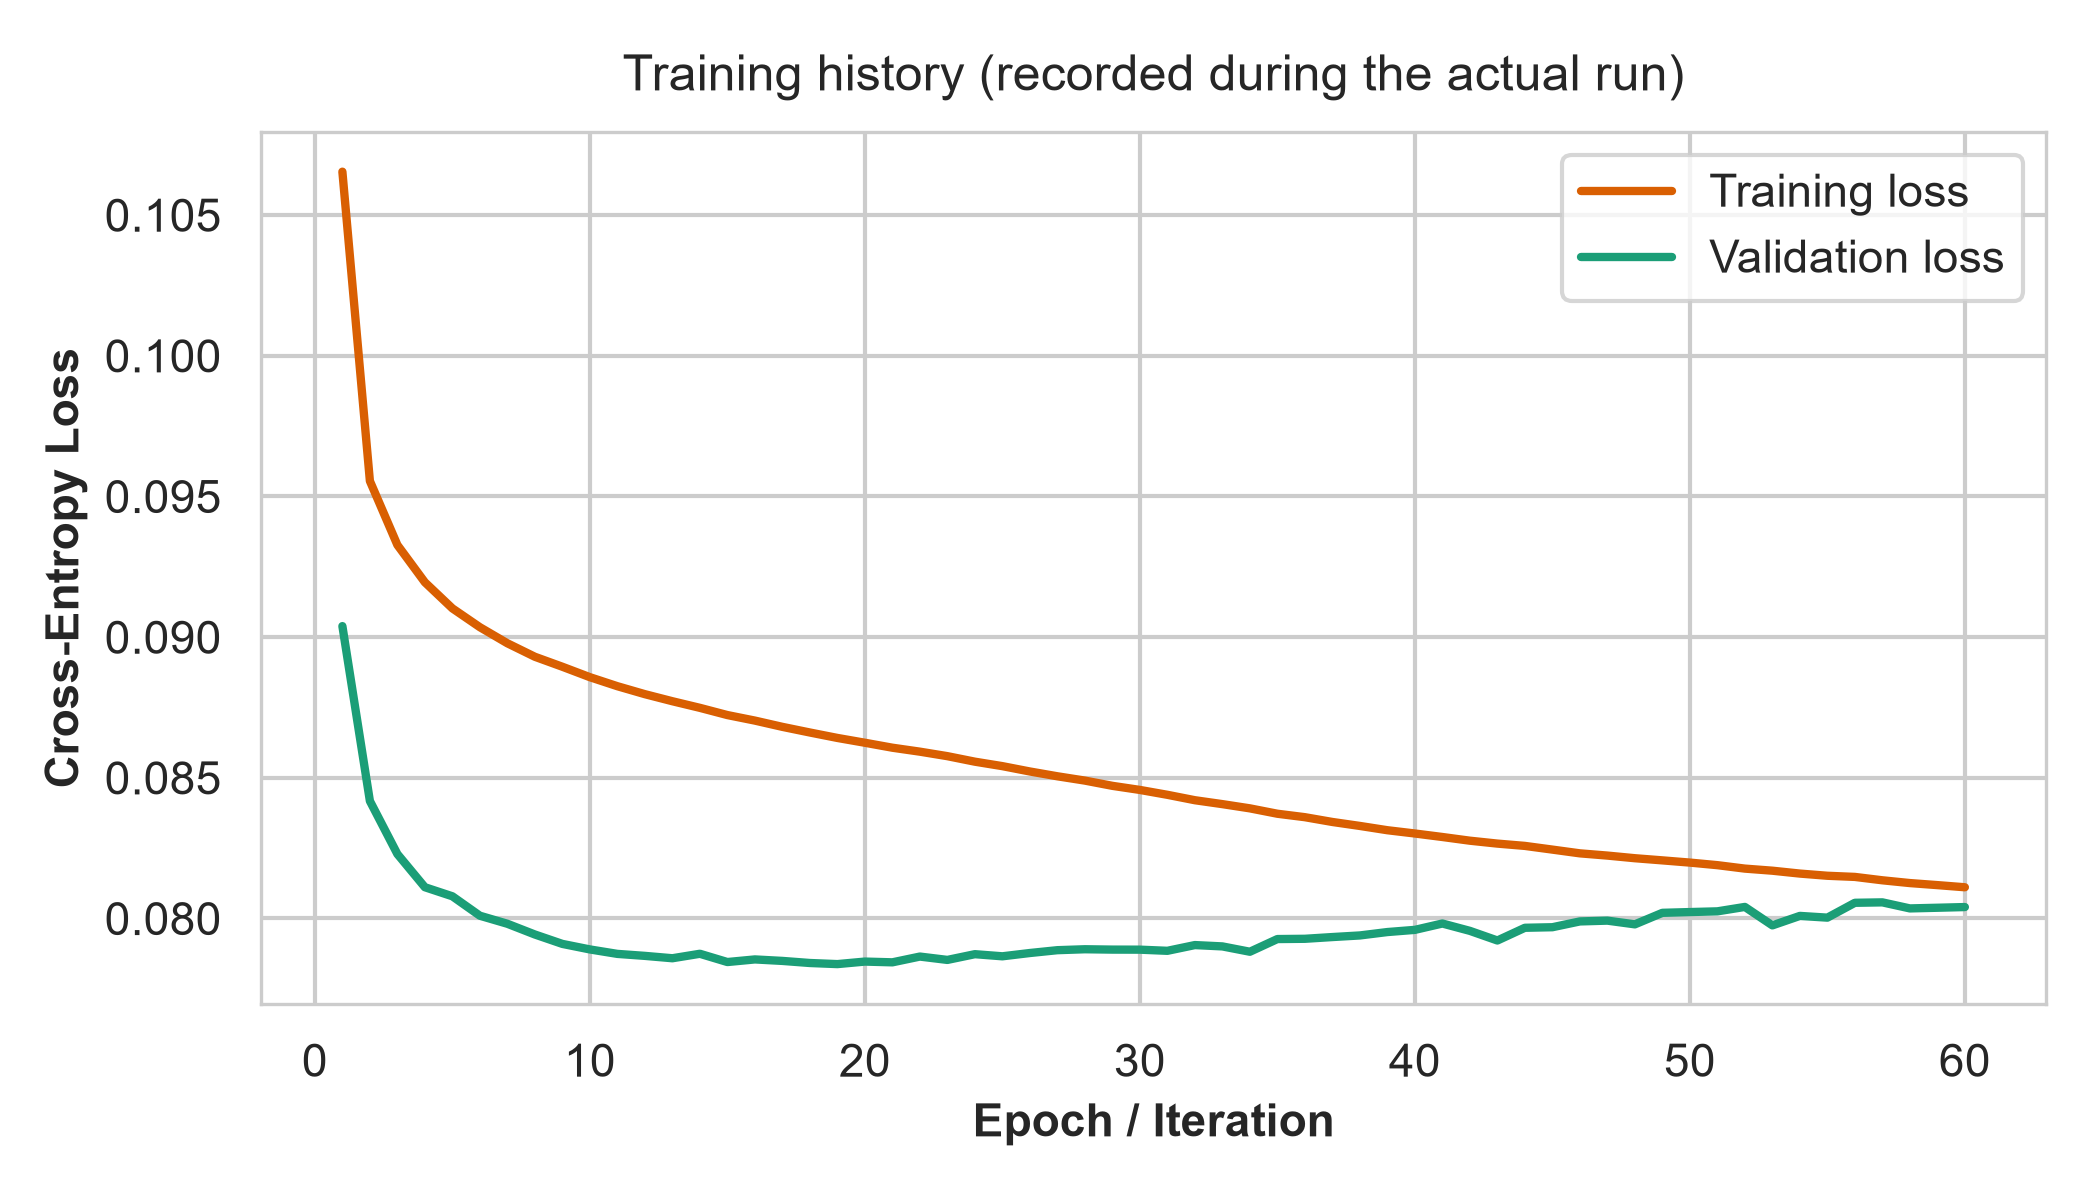 Training history (recorded during the actual run)
Training loss
Validation loss
Cross-Entropy Loss
0.105
0.100
0.095
0.090
0.085
0.080
0 10 20 30 40 50 60
Epoch / Iteration